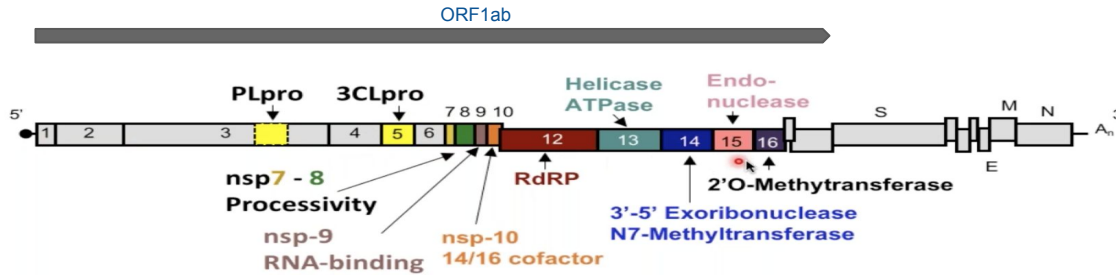 ORF1ab
Helicase
ATPase
Endo-
nuclease
PLpro
3CLpro
5'
1
2
3
4
5
6
7
8
9
10
12
13
14
15
16
S
E
M
N
An
3'
nsp7 - 8
Processivity
RdRP
2'O-Methytransferase
nsp-9
RNA-binding
nsp-10
14/16 cofactor
3'-5' Exoribonuclease
N7-Methyltransferase